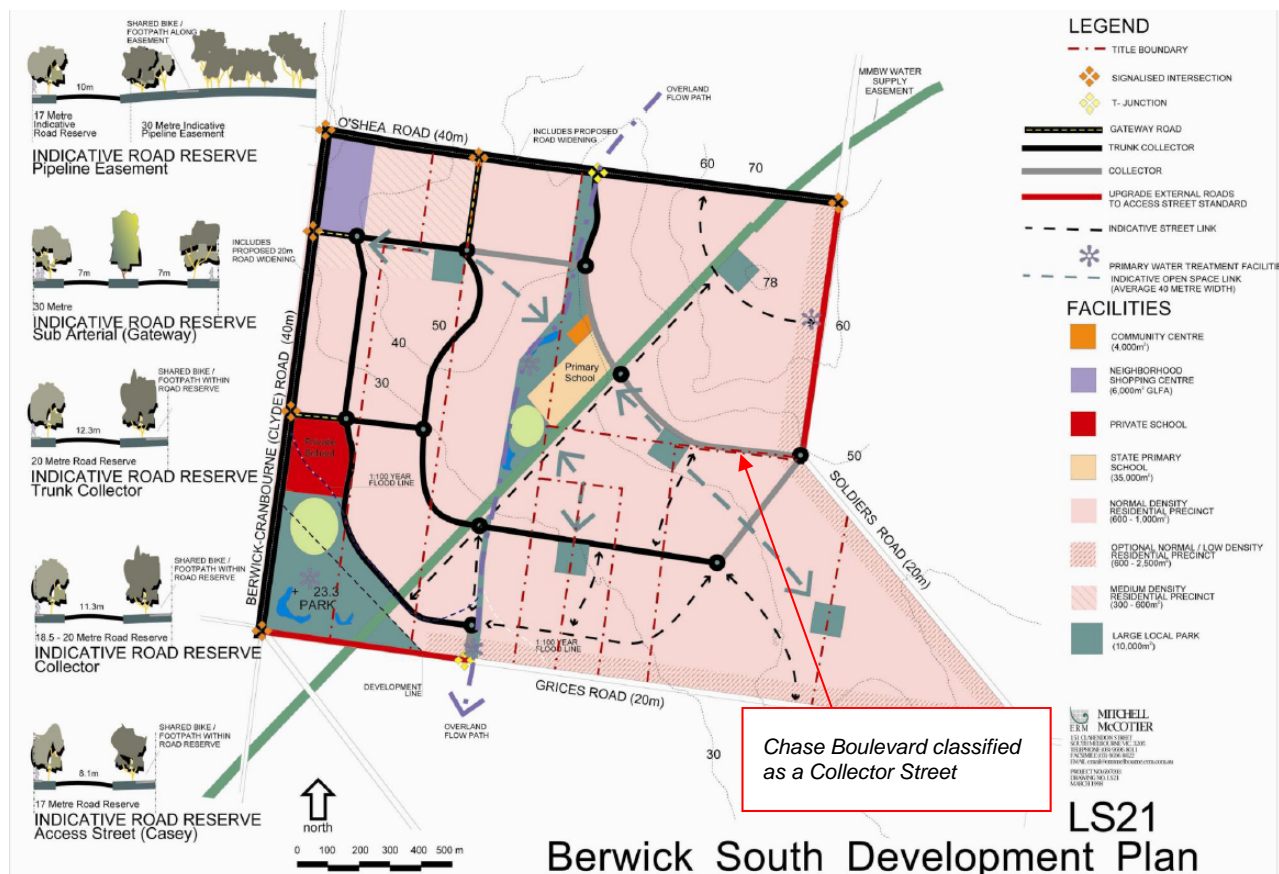 SHARED BIKE /
FOOTPATH ALONG
EASEMENT
10m
17 Metre
Indicative
Road Reserve
30 Metre Indicative
Pipeline Easement
INDICATIVE ROAD RESERVE
Pipeline Easement
INCLUDES
PROPOSED 20m
ROAD WIDENING
7m
7m
30 Metre
INDICATIVE ROAD RESERVE
Sub Arterial (Gateway)
SHARED BIKE /
FOOTPATH WITHIN
ROAD RESERVE
12.3m
20 Metre Road Reserve
INDICATIVE ROAD RESERVE
Trunk Collector
SHARED BIKE /
FOOTPATH WITHIN
ROAD RESERVE
11.3m
18.5 - 20 Metre Road Reserve
INDICATIVE ROAD RESERVE
Collector
SHARED BIKE /
FOOTPATH WITHIN
ROAD RESERVE
8.1m
17 Metre Road Reserve
INDICATIVE ROAD RESERVE
Access Street (Casey)
O'SHEA ROAD (40m)
INCLUDES PROPOSED
ROAD WIDENING
OVERLAND
FLOW PATH
MMBW WATER
SUPPLY
EASEMENT
60
70
78
60
50
40
30
50
BERWICK-CRANBOURNE (CLYDE) ROAD (40m)
Primary
School
Private
School
1:100 YEAR
FLOOD LINE
23.3
PARK
1:100 YEAR
FLOOD LINE
SOLDIERS ROAD (20m)
GRICES ROAD (20m)
DEVELOPMENT
LINE
OVERLAND
FLOW PATH
30
Chase Boulevard classified
as a Collector Street
north
0 100 200 300 400 500 m
LEGEND
TITLE BOUNDARY
SIGNALISED INTERSECTION
T- JUNCTION
GATEWAY ROAD
TRUNK COLLECTOR
COLLECTOR
UPGRADE EXTERNAL ROADS
TO ACCESS STREET STANDARD
INDICATIVE STREET LINK
PRIMARY WATER TREATMENT FACILITIE
INDICATIVE OPEN SPACE LINK
(AVERAGE 40 METRE WIDTH)
FACILITIES
COMMUNITY CENTRE
(4,000m²)
NEIGHBORHOOD
SHOPPING CENTRE
(6,000m² GLFA)
PRIVATE SCHOOL
STATE PRIMARY
SCHOOL
(35,000m²)
NORMAL DENSITY
RESIDENTIAL PRECINCT
(600 - 1,000m²)
OPTIONAL NORMAL / LOW DENSITY
RESIDENTIAL PRECINCT
(600 - 2,500m²)
MEDIUM DENSITY
RESIDENTIAL PRECINCT
(300 - 600m²)
LARGE LOCAL PARK
(10,000m²)
ERM
MITCHELL
McCOTTER
MARCH 1998
LS21
Berwick South Development Plan